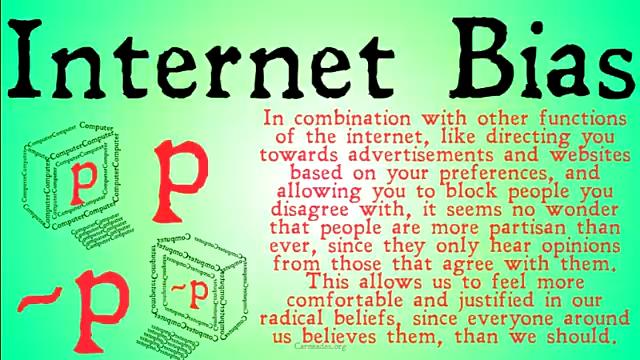 Internet Bias
In combination with other functions
of the internet, like directing you
towards advertisements and websites
based on your preferences, and
allowing you to block people you
disagree with, it seems no wonder
that people are more partisan than
ever, since they only hear opinions
from those that agree with them.
This allows us to feel more
comfortable and justified in our
radical beliefs, since everyone around
us believes them, than we should.
Computer
ComputerComputer
p
p
~p
~p
Carneades.org